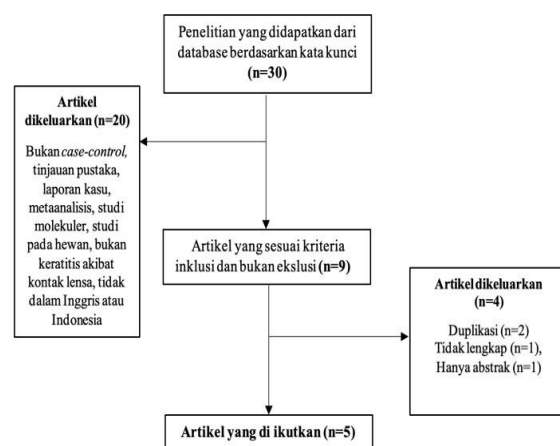 Penelitian yang didapatkan dari
database berdasarkan kata kunci
(n=30)
Artikel
dikeluarkan (n=20)
Bukan case-control,
tinjauan pustaka,
laporan kasu,
metaanalisis, studi
molekuler, studi
pada hewan, bukan
keratitis akibat
kontak lensa, tidak
dalam Inggris atau
Indonesia
Artikel yang sesuai kriteria
inklusi dan bukan ekslusi (n=9)
Artikel dikeluarkan
(n=4)
Duplikasi (n=2)
Tidak lengkap (n=1),
Hanya abstrak (n=1)
Artikel yang di ikutkan (n=5)